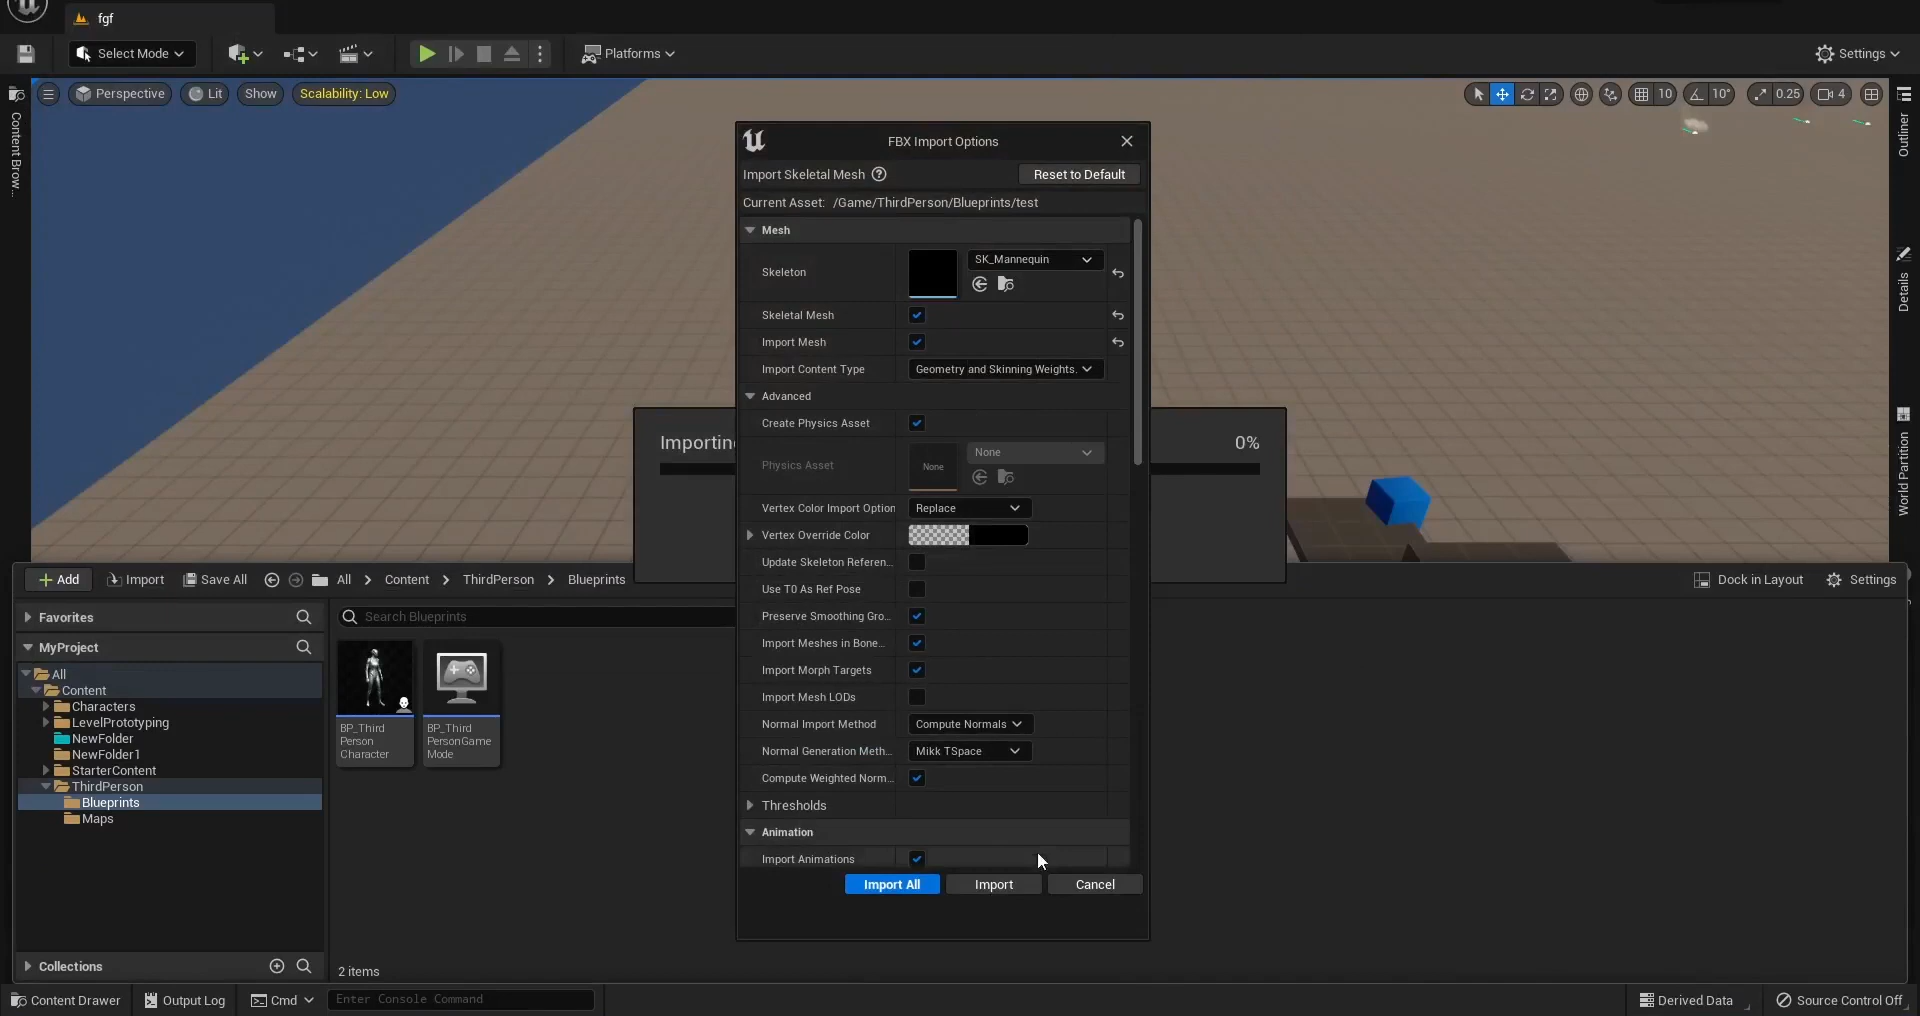 fgf
Select Mode
Platforms
Settings
Perspective
Lit
Show
Scalability: Low
10
10°
0.25
4
Content Brow...
Outliner
Details
World Partition
FBX Import Options
Import Skeletal Mesh
Reset to Default
Current Asset: /Game/ThirdPerson/Blueprints/test
Mesh
Skeleton
SK_Mannequin
Skeletal Mesh
Import Mesh
Import Content Type
Geometry and Skinning Weights.
Advanced
Create Physics Asset
Physics Asset
None
None
Vertex Color Import Option
Replace
Vertex Override Color
Update Skeleton Referen...
Use T0 As Ref Pose
Preserve Smoothing Gro...
Import Meshes in Bone...
Import Morph Targets
Import Mesh LODs
Normal Import Method
Compute Normals
Normal Generation Meth...
Mikk TSpace
Compute Weighted Norm...
Thresholds
Animation
Import Animations
Import All
Import
Cancel
Importing
0%
Add
Import
Save All
All
Content
ThirdPerson
Blueprints
Dock in Layout
Settings
Favorites
Search Blueprints
MyProject
All
Content
Characters
LevelPrototyping
NewFolder
NewFolder1
StarterContent
ThirdPerson
Blueprints
Maps
BP_Third
Person
Character
BP_Third
PersonGame
Mode
Collections
2 items
Content Drawer
Output Log
Cmd
Enter Console Command
Derived Data
Source Control Off